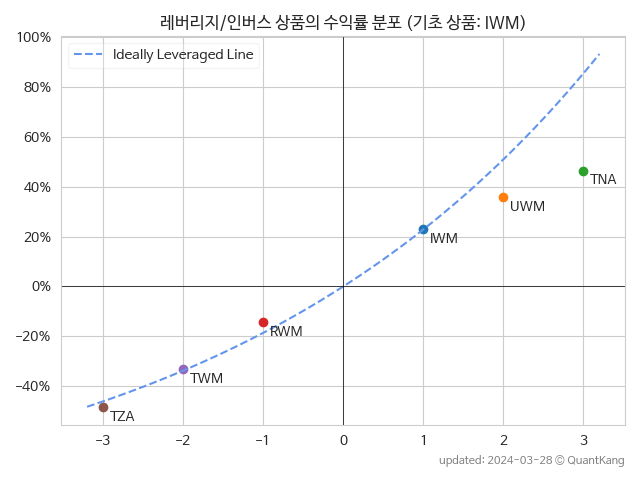 레버리지/인버스 상품의 수익률 분포 (기초 상품: IWM)
Ideally Leveraged Line
100%
80%
60%
40%
20%
0%
−20%
−40%
TNA
UWM
IWM
RWM
TWM
TZA
−3 −2 −1 0 1 2 3
updated: 2024-03-28 © QuantKang